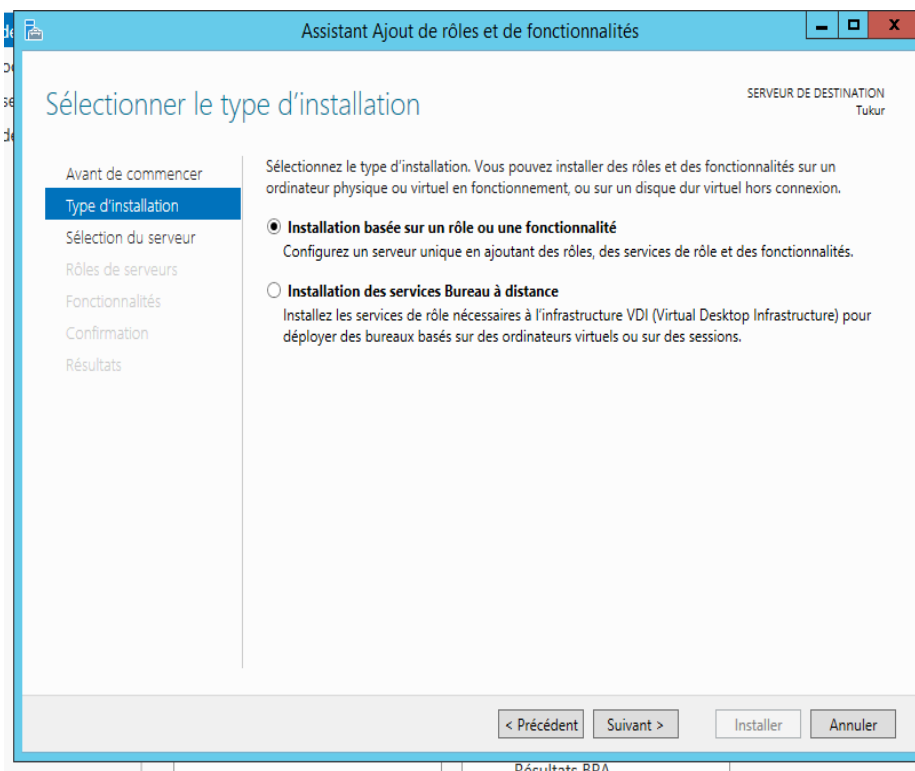 Assistant Ajout de rôles et de fonctionnalités
Sélectionner le type d'installation
SERVEUR DE DESTINATION
Tukur
Avant de commencer
Type d'installation
Sélection du serveur
Rôles de serveurs
Fonctionnalités
Confirmation
Résultats
Sélectionnez le type d'installation. Vous pouvez installer des rôles et des fonctionnalités sur un
ordinateur physique ou virtuel en fonctionnement, ou sur un disque dur virtuel hors connexion.
Installation basée sur un rôle ou une fonctionnalité
Configurez un serveur unique en ajoutant des rôles, des services de rôle et des fonctionnalités.
Installation des services Bureau à distance
Installez les services de rôle nécessaires à l'infrastructure VDI (Virtual Desktop Infrastructure) pour
déployer des bureaux basés sur des ordinateurs virtuels ou sur des sessions.
< Précédent
Suivant >
Installer
Annuler
Résultats BPA